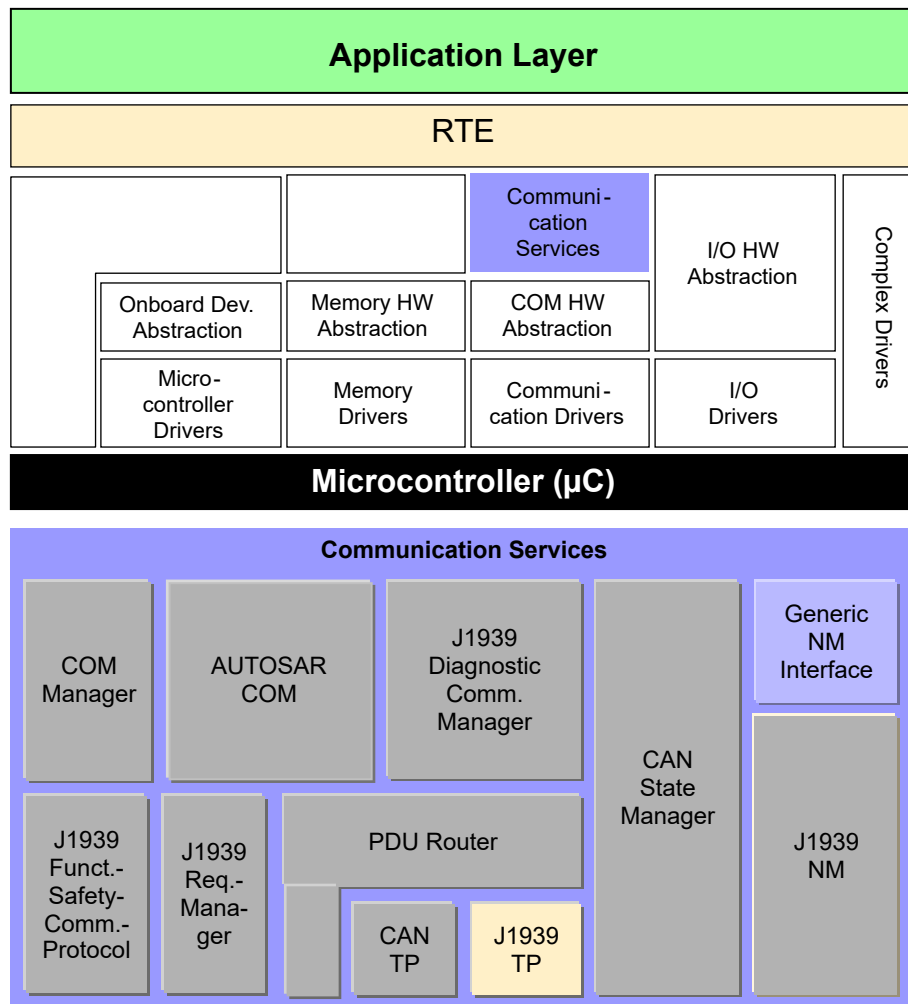 Application Layer
RTE
Communi-
cation
Services
I/O HW
Abstraction
Complex Drivers
Onboard Dev.
Abstraction
Memory HW
Abstraction
COM HW
Abstraction
Micro-
controller
Drivers
Memory
Drivers
Communi-
cation Drivers
I/O
Drivers
Microcontroller (µC)
Communication Services
COM
Manager
AUTOSAR
COM
J1939
Diagnostic
Comm.
Manager
CAN
State
Manager
Generic
NM
Interface
J1939
Funct.-
Safety-
Comm.-
Protocol
J1939
Req.-
Mana-
ger
PDU Router
CAN
TP
J1939
TP
J1939
NM